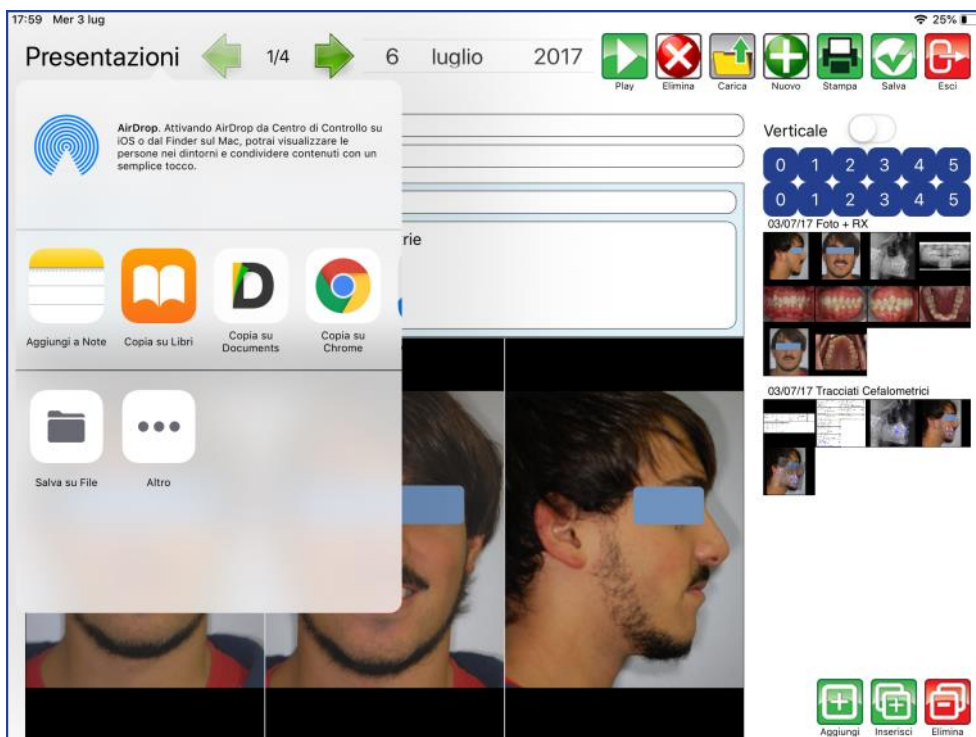 17:59 Mer 3 lug
25%
Presentazioni
1/4
6 luglio 2017
Play
Elimina
Carica
Nuovo
Stampa
Salva
Esci
AirDrop. Attivando AirDrop da Centro di Controllo su
iOS o dal Finder sul Mac, potrai visualizzare le
persone nei dintorni e condividere contenuti con un
semplice tocco.
rie
Aggiungi a Note
Copia su Libri
Copia su
Documents
Copia su
Chrome
Salva su File
Altro
Verticale
0 1 2 3 4 5
0 1 2 3 4 5
03/07/17 Foto + RX
03/07/17 Tracciati Cefalometrici
Aggiungi
Inserisci
Elimina